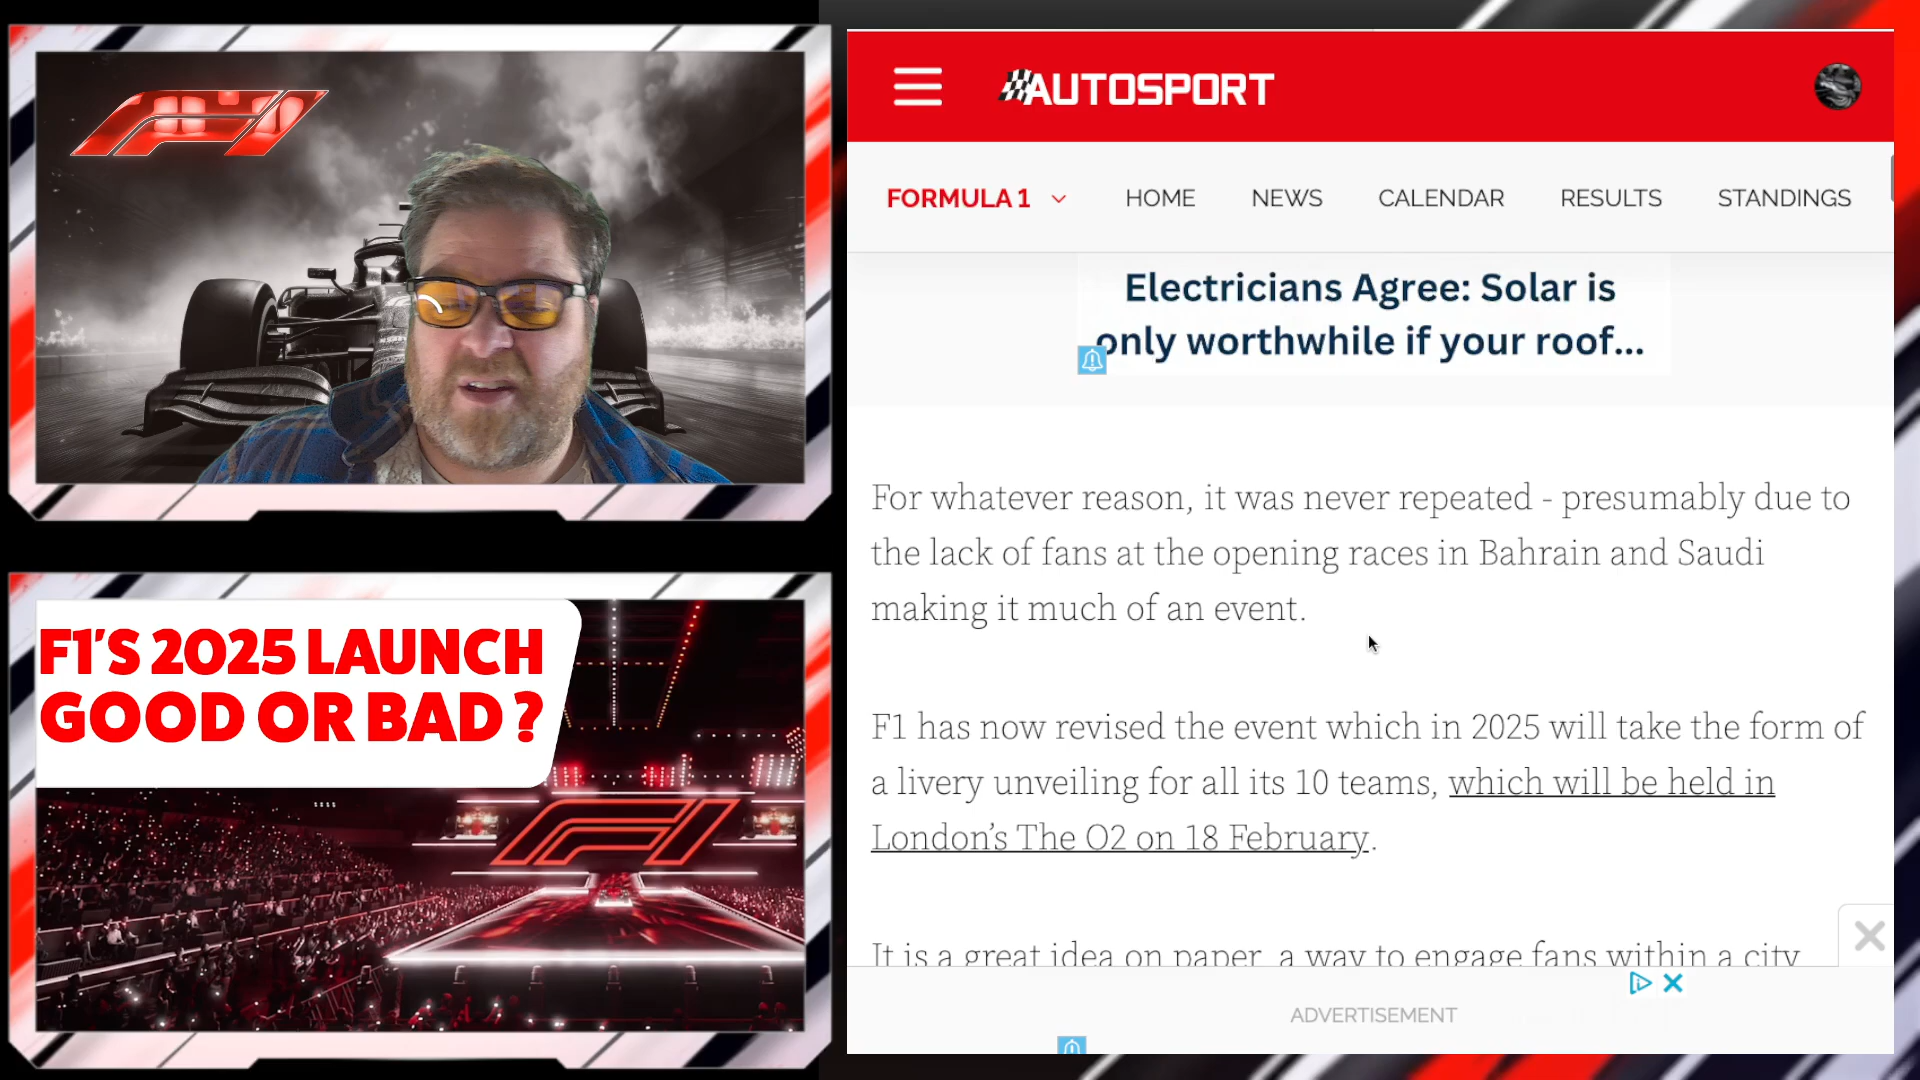 F1
F1'S 2025 LAUNCH
GOOD OR BAD ?
F1
AUTOSPORT
FORMULA 1 HOME NEWS CALENDAR RESULTS STANDINGS
Electricians Agree: Solar is
only worthwhile if your roof...
For whatever reason, it was never repeated - presumably due to
the lack of fans at the opening races in Bahrain and Saudi
making it much of an event.
F1 has now revised the event which in 2025 will take the form of
a livery unveiling for all its 10 teams, which will be held in
London's The O2 on 18 February.
It is a great idea on paper, a way to engage fans within a city
ADVERTISEMENT